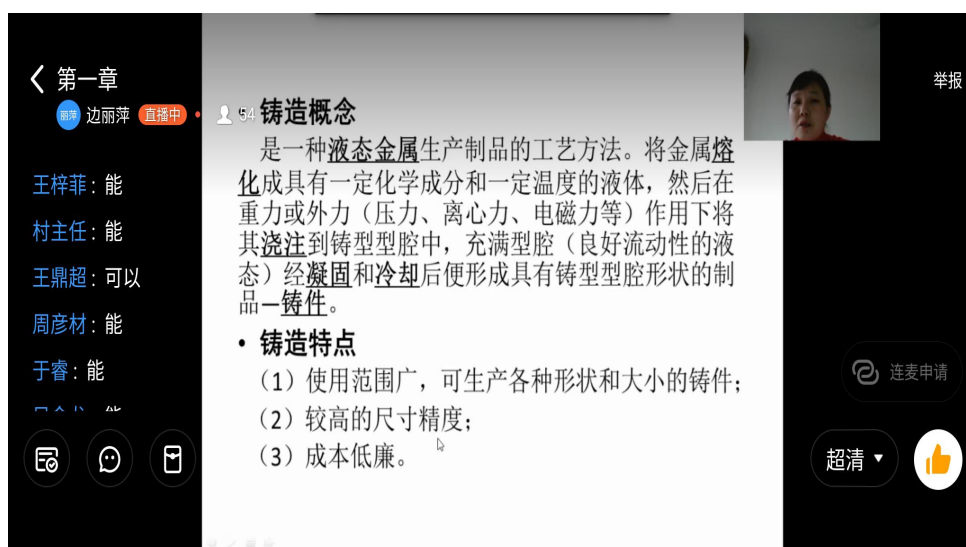 第一章
举报
丽萍 边丽萍 直播中
54
王梓菲：能
村主任：能
王鼎超：可以
周彦材：能
于睿：能
铸造概念
是一种液态金属生产制品的工艺方法。将金属熔
化成具有一定化学成分和一定温度的液体，然后在
重力或外力（压力、离心力、电磁力等）作用下将
其浇注到铸型型腔中，充满型腔（良好流动性的液
态）经凝固和冷却后便形成具有铸型型腔形状的制
品—铸件。
• 铸造特点
（1）使用范围广，可生产各种形状和大小的铸件；
（2）较高的尺寸精度；
（3）成本低廉。
连麦申请
超清